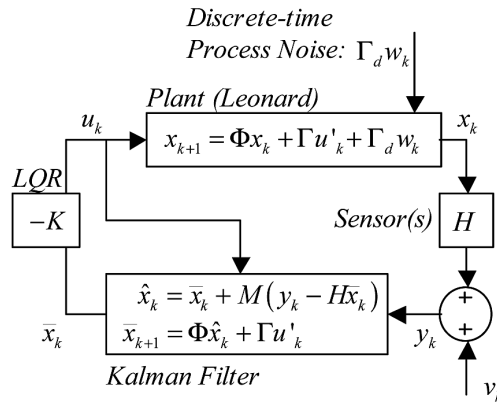 Discrete-time
Process Noise: Γ_d w_k
Plant (Leonard)
u_k
x_{k+1} = Φx_k + Γu'_k + Γ_d w_k
x_k
LQR
−K
Sensor(s)
H
x̂_k = x̄_k + M(y_k − Hx̄_k)
x̄_{k+1} = Φx̂_k + Γu'_k
x̄_k
y_k
+
+
Kalman Filter